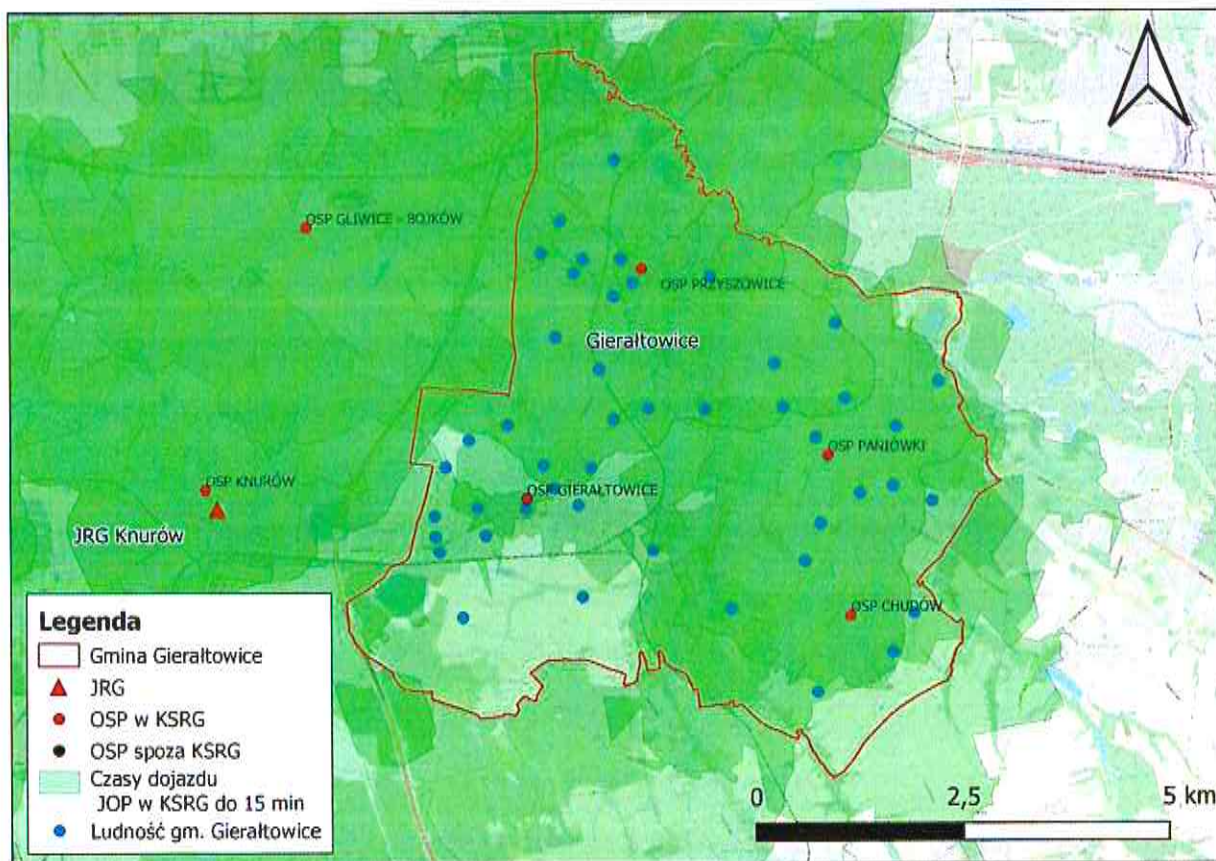 OSP GLIWICE - BOJKÓW
OSP PRZYSZOWICE
Gierałtowice
OSP PANIÓWKI
OSP KNURÓW
OSP GIERAŁTOWICE
JRG Knurów
OSP CHUDÓW
Legenda
Gmina Gierałtowice
JRG
OSP w KSRG
OSP spoza KSRG
Czasy dojazdu
JOP w KSRG do 15 min
Ludność gm. Gierałtowice
0 2,5 5 km